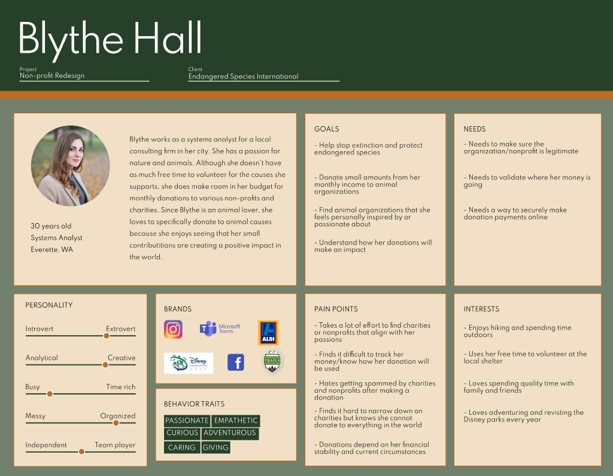 Blythe Hall
Project
Non-profit Redesign
Client
Endangered Species International
30 years old
Systems Analyst
Everette, WA
Blythe works as a systems analyst for a local
consulting firm in her city. She has a passion for
nature and animals. Although she doesn't have
as much free time to volunteer for the causes she
supports, she does make room in her budget for
monthly donations to various non-profits and
charities. Since Blythe is an animal lover, she
loves to specifically donate to animal causes
because she enjoys seeing that her small
contributitions are creating a positive impact in
the world.
GOALS
- Help stop extinction and protect
endangered species
- Donate small amounts from her
monthly income to animal
organizations
- Find animal organizations that she
feels personally inspired by or
passionate about
- Understand how her donations will
make an impact
NEEDS
- Needs to make sure the
organization/nonprofit is legitimate
- Needs to validate where her money is
going
- Needs a way to securely make
donation payments online
PERSONALITY
Introvert Extrovert
Analytical Creative
Busy Time rich
Messy Organized
Independent Team player
BRANDS
Microsoft
Teams
ALDI
Disney
BEHAVIOR TRAITS
PASSIONATE EMPATHETIC
CURIOUS ADVENTUROUS
CARING GIVING
PAIN POINTS
- Takes a lot of effort to find charities
or nonprofits that align with her
passions
- Finds it difficult to track her
money/know how her donation will
be used
- Hates getting spammed by charities
and nonprofits after making a
donation
- Finds it hard to narrow down on
charities but knows she cannot
donate to everything in the world
- Donations depend on her financial
stability and current circumstances
INTERESTS
- Enjoys hiking and spending time
outdoors
- Uses her free time to volunteer at the
local shelter
- Loves spending quality time with
family and friends
- Loves adventuring and revisting the
Disney parks every year